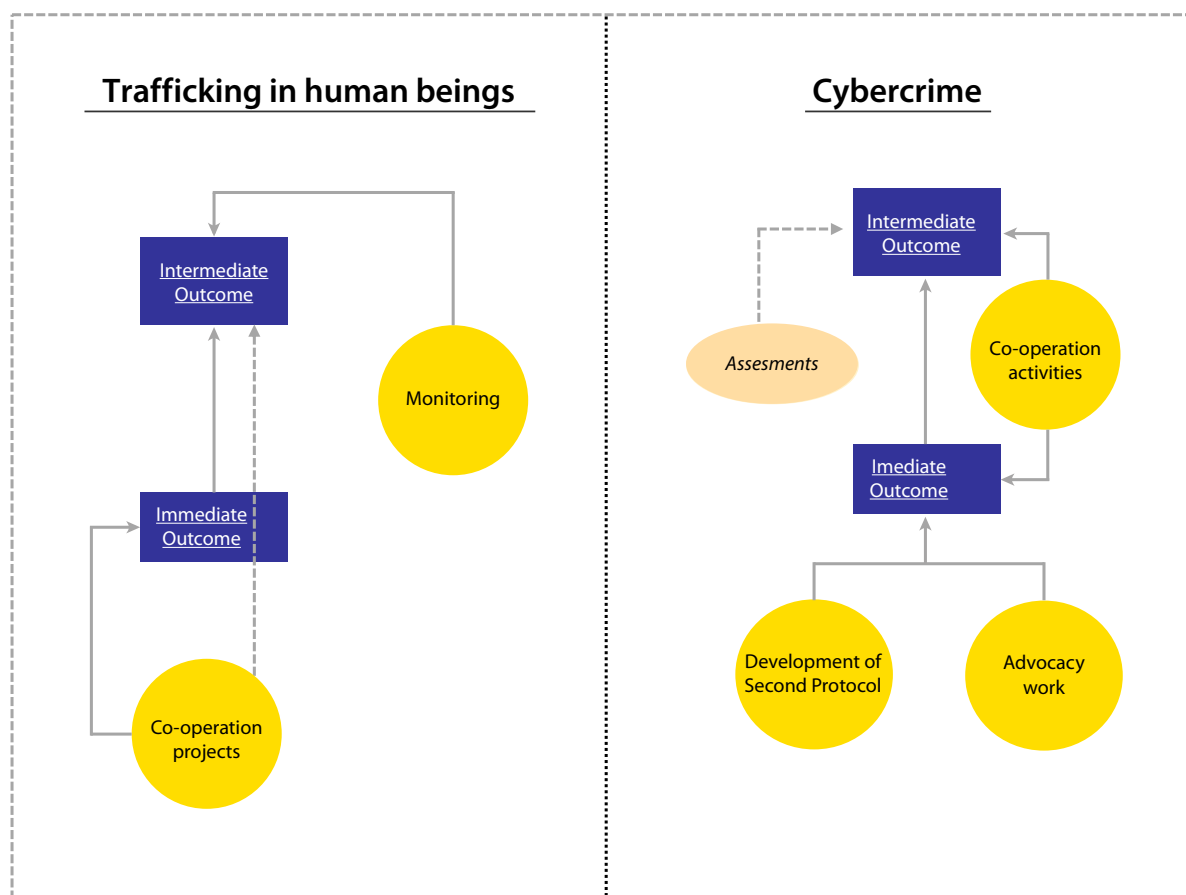 Trafficking in human beings
Intermediate
Outcome
Monitoring
Immediate
Outcome
Co-operation
projects
Cybercrime
Intermediate
Outcome
Assesments
Co-operation
activities
Imediate
Outcome
Development of
Second Protocol
Advocacy
work